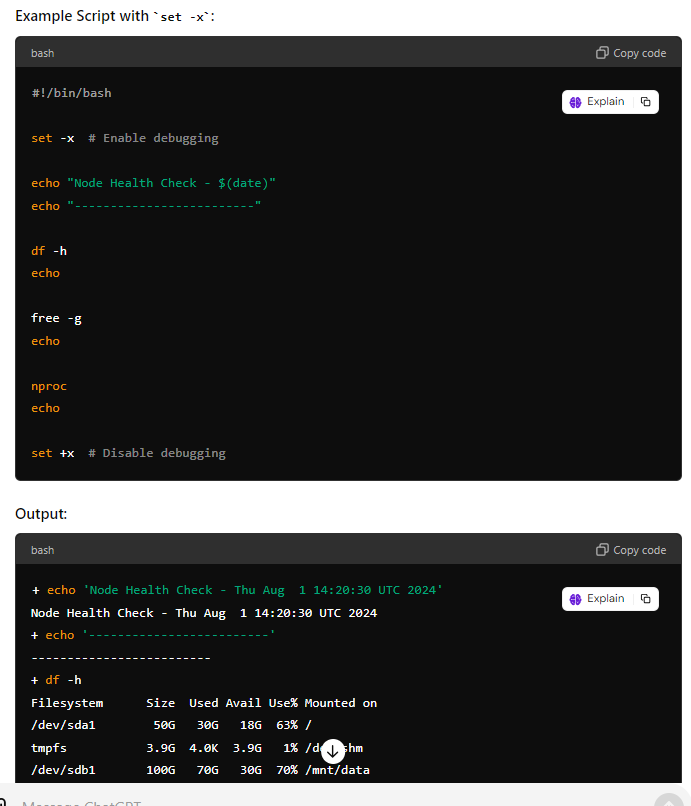 Example Script with `set -x`:
bash
Copy code
#!/bin/bash
Explain
set -x  # Enable debugging
echo "Node Health Check - $(date)"
echo "-------------------------"
df -h
echo
free -g
echo
nproc
echo
set +x  # Disable debugging
Output:
bash
Copy code
+ echo 'Node Health Check - Thu Aug  1 14:20:30 UTC 2024'
Explain
Node Health Check - Thu Aug  1 14:20:30 UTC 2024
+ echo '-------------------------'
-------------------------
+ df -h
Filesystem      Size  Used Avail Use% Mounted on
/dev/sda1        50G   30G   18G  63% /
tmpfs           3.9G  4.0K  3.9G   1%
/dev/sdb1       100G   70G   30G  70% /mnt/data
Message ChatGPT